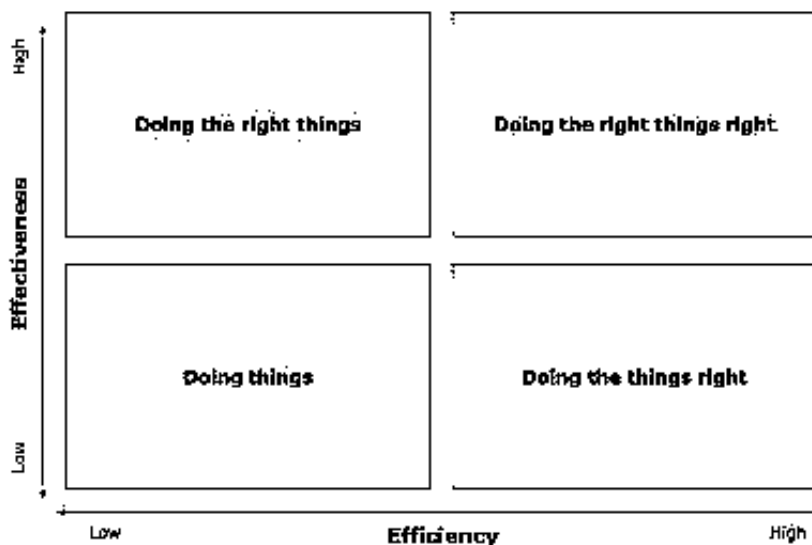 High
Doing the right things
Doing the right things right
Effectiveness
Doing things
Doing the things right
Low
Low
Efficiency
High